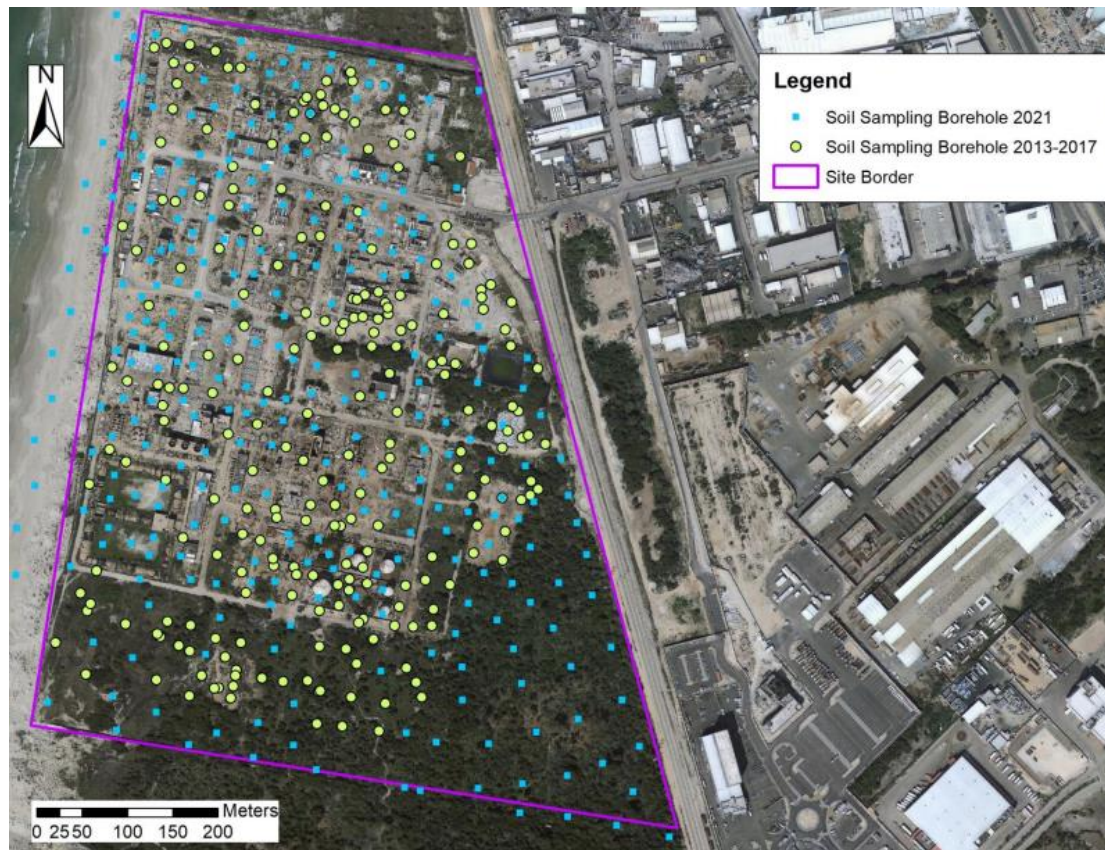 N
Legend
Soil Sampling Borehole 2021
Soil Sampling Borehole 2013-2017
Site Border
Meters
0 25 50 100 150 200